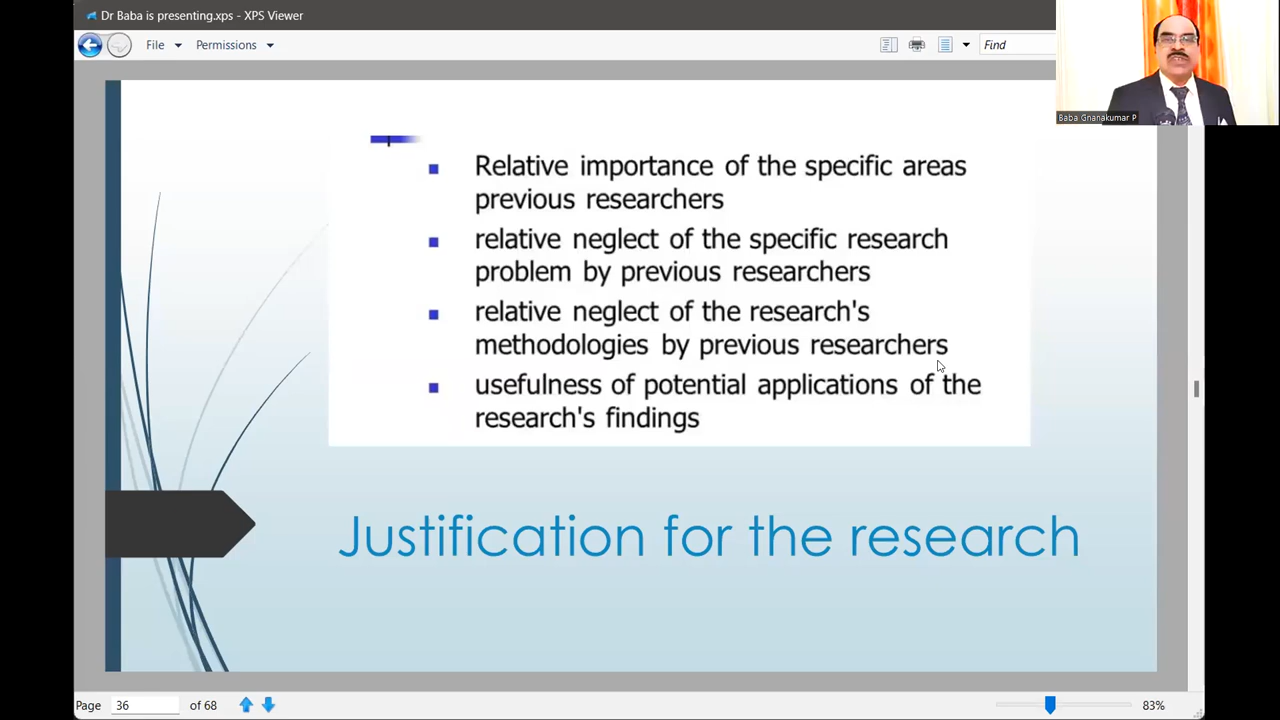 Dr Baba is presenting.xps - XPS Viewer
File Permissions Find
Baba Gnanakumar P
Relative importance of the specific areas
previous researchers
relative neglect of the specific research
problem by previous researchers
relative neglect of the research's
methodologies by previous researchers
usefulness of potential applications of the
research's findings
Justification for the research
Page 36 of 68 83%